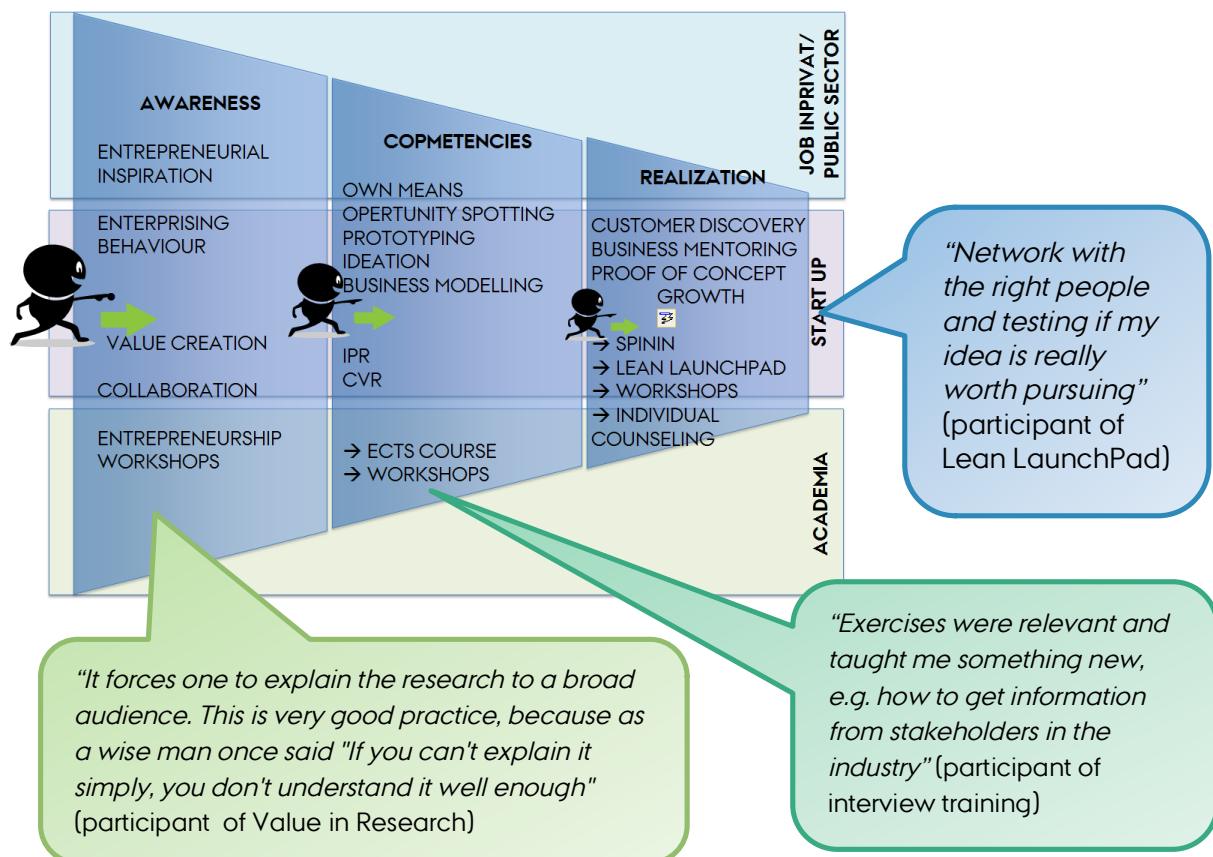 AWARENESS
ENTREPRENEURIAL
INSPIRATION
ENTERPRISING
BEHAVIOUR
VALUE CREATION
COLLABORATION
ENTREPRENEURSHIP
WORKSHOPS
COPMETENCIES
OWN MEANS
OPERTUNITY SPOTTING
PROTOTYPING
IDEATION
BUSINESS MODELLING
IPR
CVR
→ ECTS COURSE
→ WORKSHOPS
REALIZATION
CUSTOMER DISCOVERY
BUSINESS MENTORING
PROOF OF CONCEPT
GROWTH
→ SPININ
→ LEAN LAUNCHPAD
→ WORKSHOPS
→ INDIVIDUAL
COUNSELING
JOB INPRIVAT/
PUBLIC SECTOR
START UP
ACADEMIA
“Network with
the right people
and testing if my
idea is really
worth pursuing”
(participant of
Lean LaunchPad)
“It forces one to explain the research to a broad
audience. This is very good practice, because as
a wise man once said "If you can't explain it
simply, you don't understand it well enough"
(participant of Value in Research)
“Exercises were relevant and
taught me something new,
e.g. how to get information
from stakeholders in the
industry” (participant of
interview training)